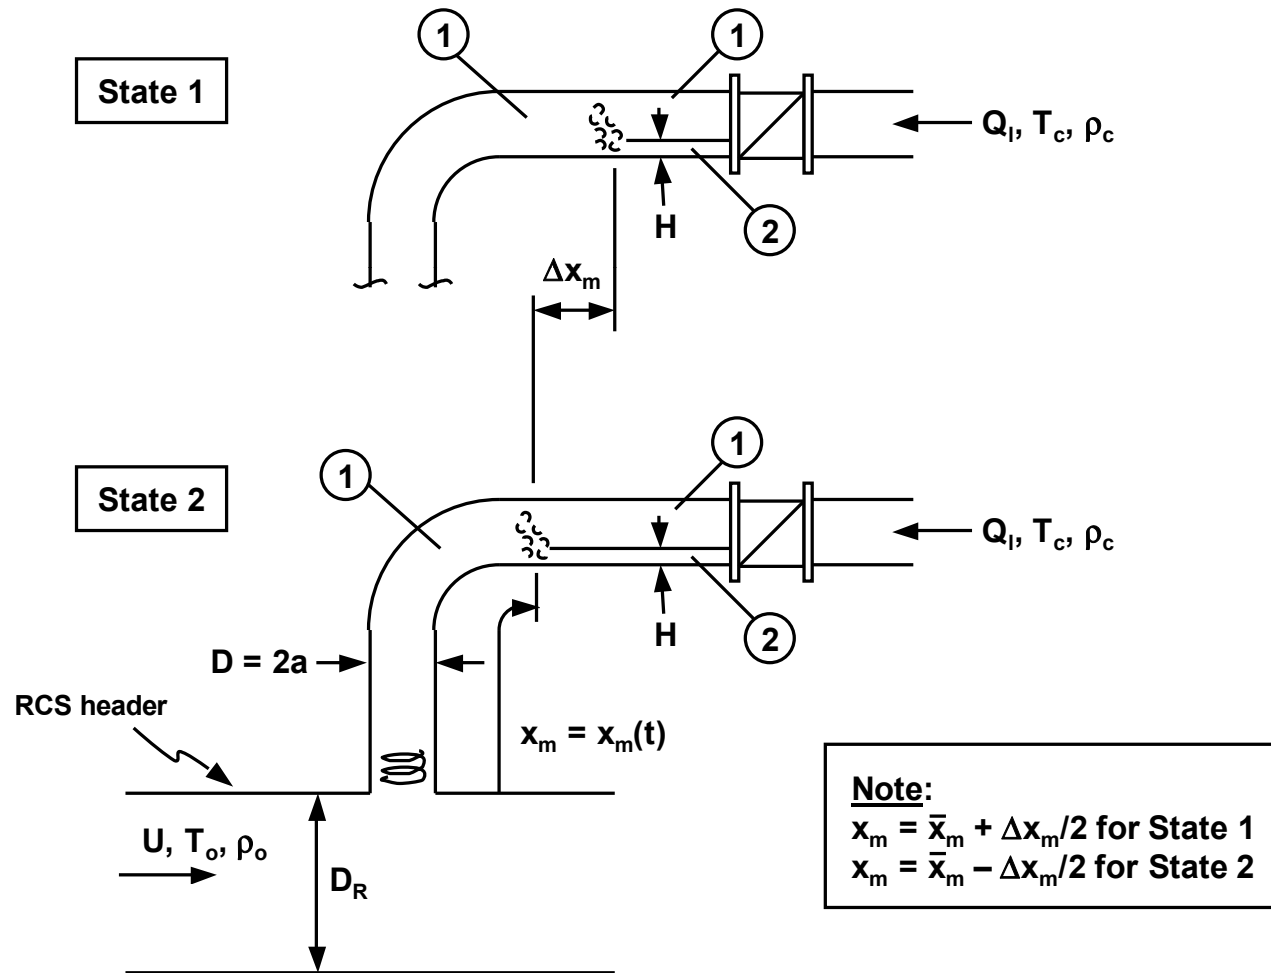 1
1
State 1
Q_l, T_c, ρ_c
H
2
Δx_m
1
1
State 2
Q_l, T_c, ρ_c
H
2
D = 2a
RCS header
x_m = x_m(t)
U, T_o, ρ_o
D_R
Note:
x_m = x̄_m + Δx_m/2 for State 1
x_m = x̄_m – Δx_m/2 for State 2